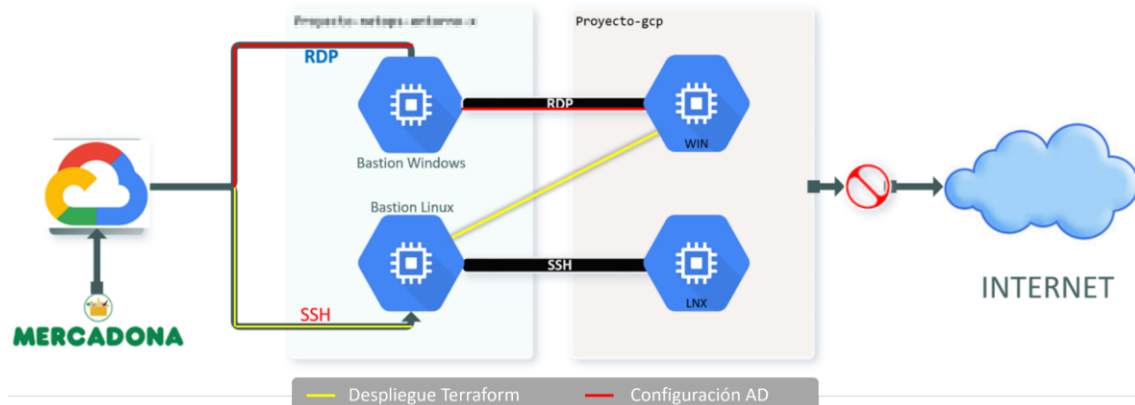 Proyecto-gcp
RDP
RDP
WIN
Bastion Windows
Bastion Linux
SSH
LNX
INTERNET
SSH
MERCADONA
Despliegue Terraform
Configuración AD